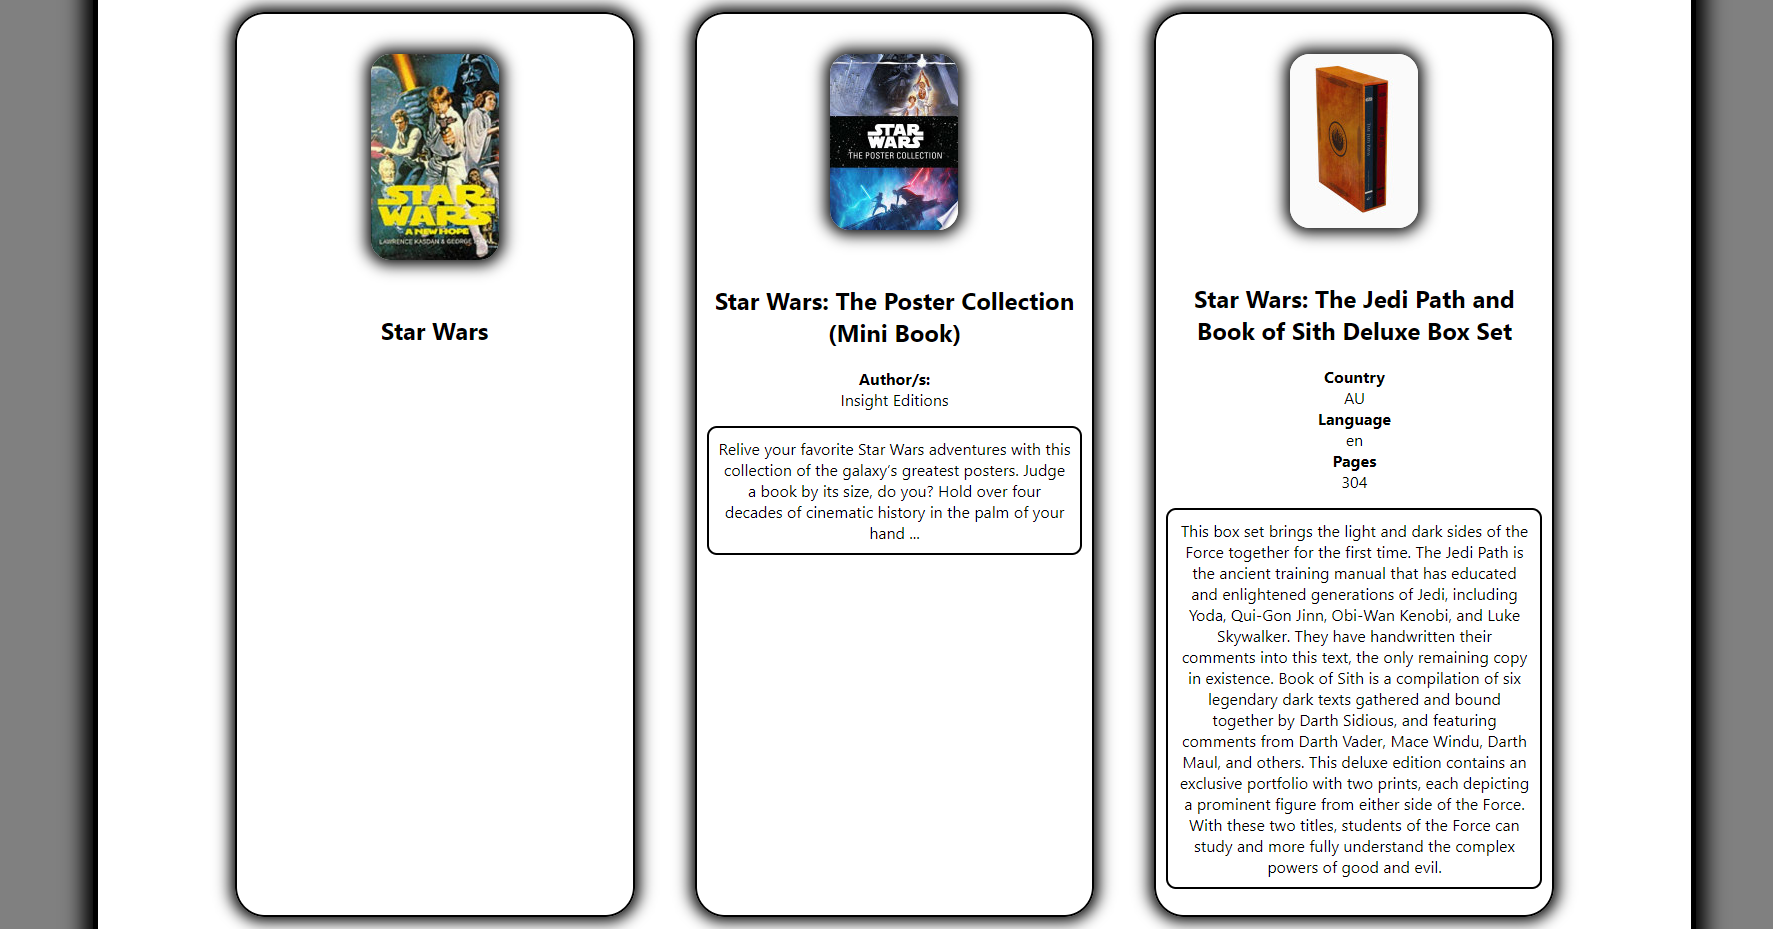 STAR
WARS
A NEW HOPE
LAWRENCE KASDAN & GEORGE
Star Wars
STAR
WARS
THE POSTER COLLECTION
Star Wars: The Poster Collection
(Mini Book)
Author/s:
Insight Editions
Relive your favorite Star Wars adventures with this
collection of the galaxy’s greatest posters. Judge
a book by its size, do you? Hold over four
decades of cinematic history in the palm of your
hand ...
Star Wars: The Jedi Path and
Book of Sith Deluxe Box Set
Country
AU
Language
en
Pages
304
This box set brings the light and dark sides of the
Force together for the first time. The Jedi Path is
the ancient training manual that has educated
and enlightened generations of Jedi, including
Yoda, Qui-Gon Jinn, Obi-Wan Kenobi, and Luke
Skywalker. They have handwritten their
comments into this text, the only remaining copy
in existence. Book of Sith is a compilation of six
legendary dark texts gathered and bound
together by Darth Sidious, and featuring
comments from Darth Vader, Mace Windu, Darth
Maul, and others. This deluxe edition contains an
exclusive portfolio with two prints, each depicting
a prominent figure from either side of the Force.
With these two titles, students of the Force can
study and more fully understand the complex
powers of good and evil.